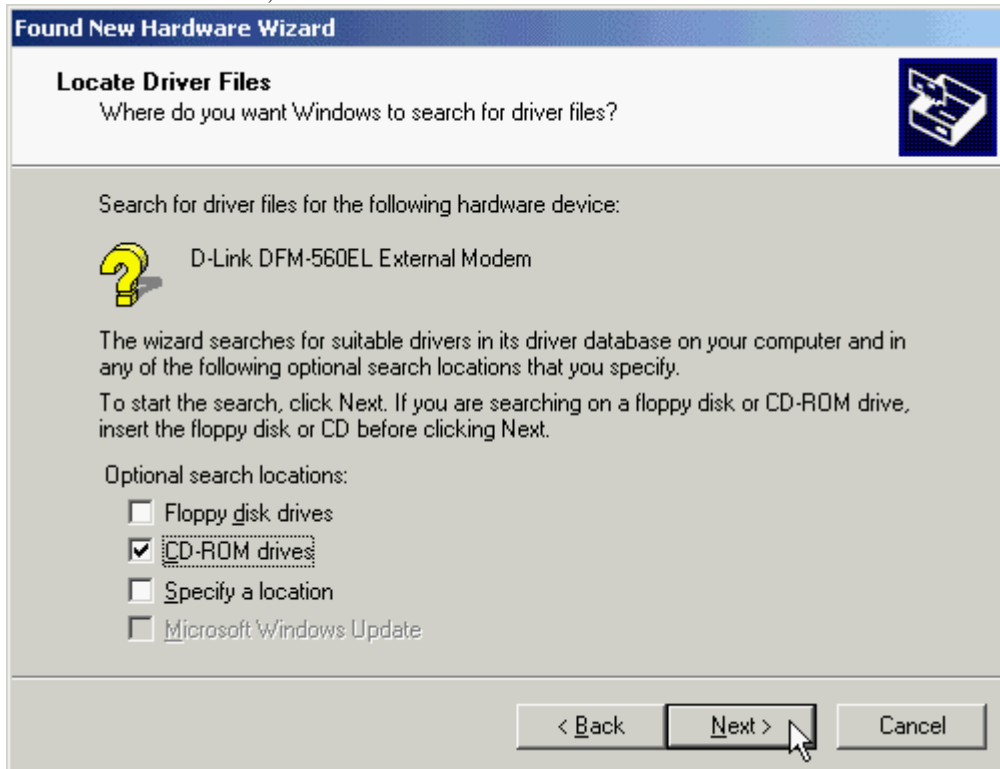 Found New Hardware Wizard
Locate Driver Files
Where do you want Windows to search for driver files?
Search for driver files for the following hardware device:
D-Link DFM-560EL External Modem
The wizard searches for suitable drivers in its driver database on your computer and in
any of the following optional search locations that you specify.
To start the search, click Next. If you are searching on a floppy disk or CD-ROM drive,
insert the floppy disk or CD before clicking Next.
Optional search locations:
Floppy disk drives
CD-ROM drives
Specify a location
Microsoft Windows Update
< Back Next > Cancel